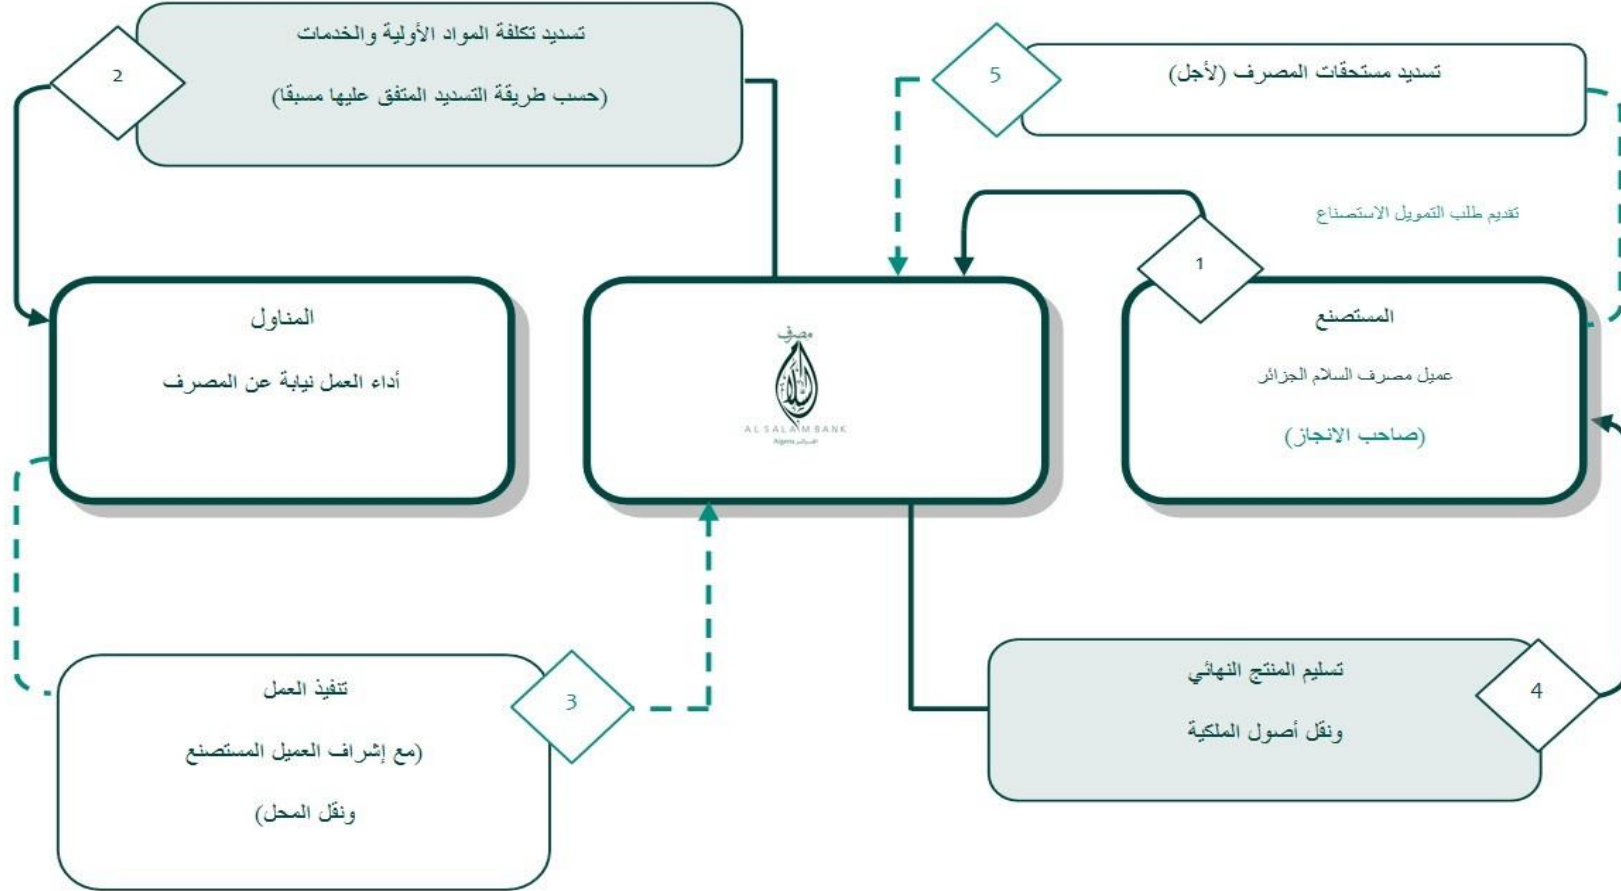 تسديد تكلفة المواد الأولية والخدمات
(حسب طريقة التسديد المتفق عليها مسبقا)
2
تسديد مستحقات المصرف (لأجل)
5
تقديم طلب التمويل الاستصناع
1
المستصنع
عميل مصرف السلام الجزائر
(صاحب الانجاز)
مصرف
السلام
AL SALAM BANK
Algeria الجزائر
المناول
أداء العمل نيابة عن المصرف
تنفيذ العمل
(مع إشراف العميل المستصنع
ونقل المحل)
3
تسليم المنتج النهائي
ونقل أصول الملكية
4